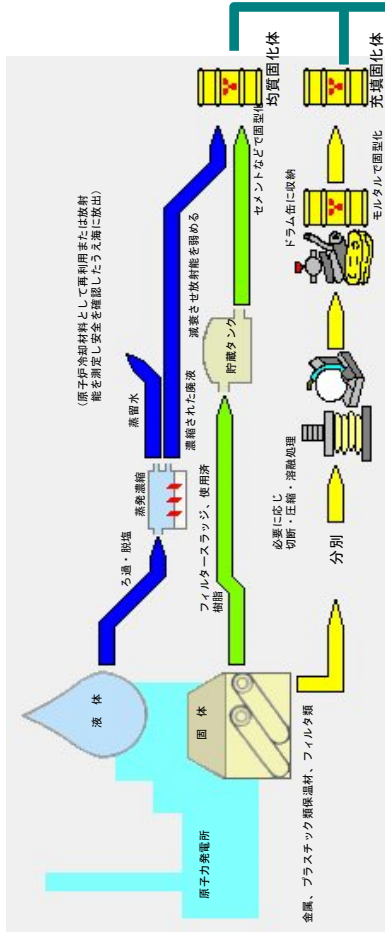 原子力発電所
液 体
固 体
金属、プラスチック類保温材、フィルタ類
ろ過・脱塩
蒸発濃縮
蒸留水
(原子炉冷却材料として再利用または放射
能を測定し安全を確認したうえ海に放出)
濃縮された廃液
フィルタースラッジ、使用済
樹脂
貯蔵タンク
減衰させ放射能を弱める
セメントなどで固型化
均質固化体
分別
必要に応じ
切断・圧縮・溶融処理
ドラム缶に収納
モルタルで固型化
充填固化体